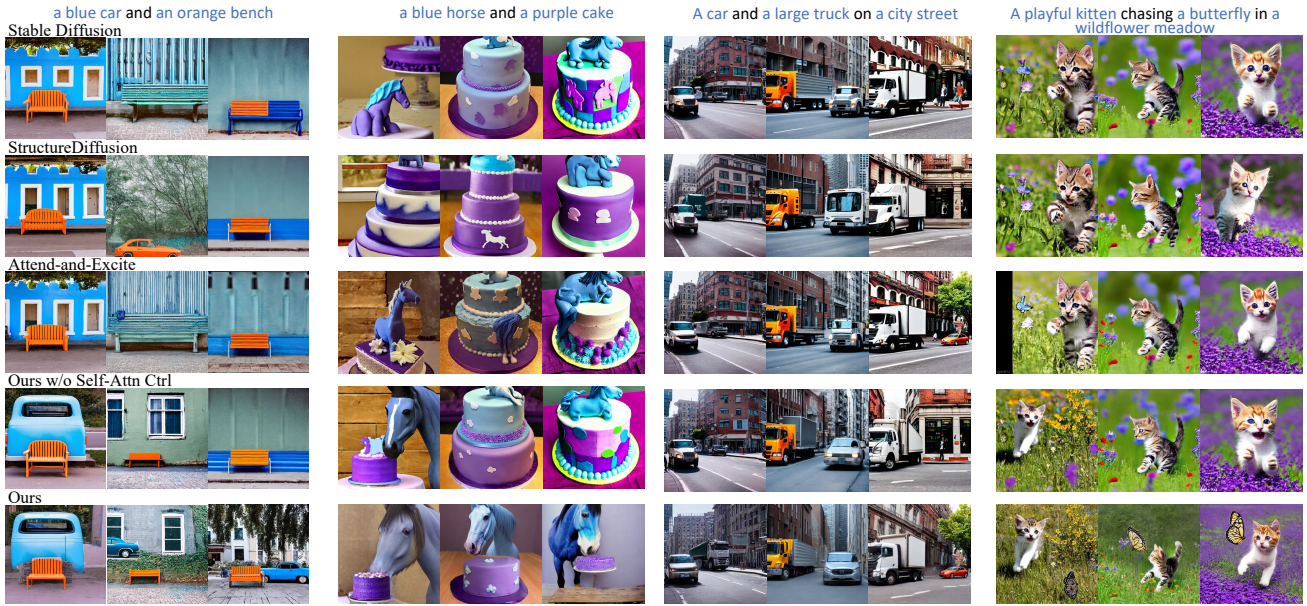 a blue car and an orange bench
a blue horse and a purple cake
A car and a large truck on a city street
A playful kitten chasing a butterfly in a
wildflower meadow
Stable Diffusion
StructureDiffusion
Attend-and-Excite
Ours w/o Self-Attn Ctrl
Ours